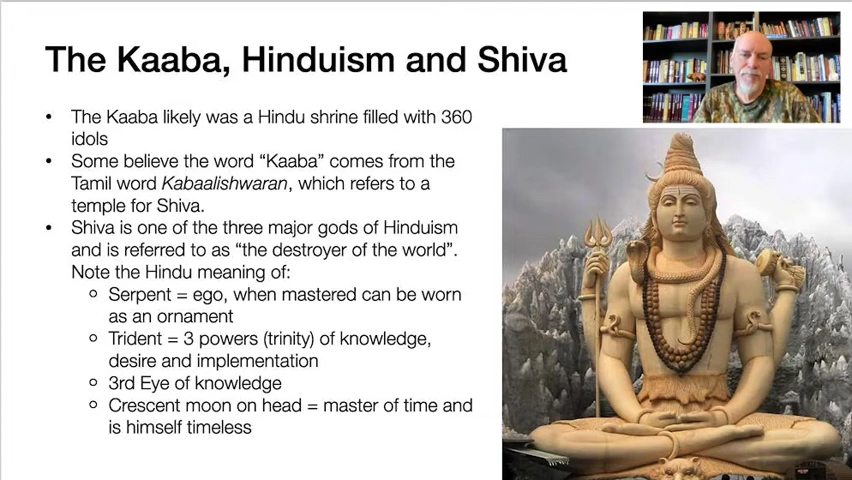 The Kaaba, Hinduism and Shiva
• The Kaaba likely was a Hindu shrine filled with 360
idols
• Some believe the word “Kaaba” comes from the
Tamil word Kabaalishwaran, which refers to a
temple for Shiva.
• Shiva is one of the three major gods of Hinduism
and is referred to as “the destroyer of the world”.
Note the Hindu meaning of:
○ Serpent = ego, when mastered can be worn
as an ornament
○ Trident = 3 powers (trinity) of knowledge,
desire and implementation
○ 3rd Eye of knowledge
○ Crescent moon on head = master of time and
is himself timeless